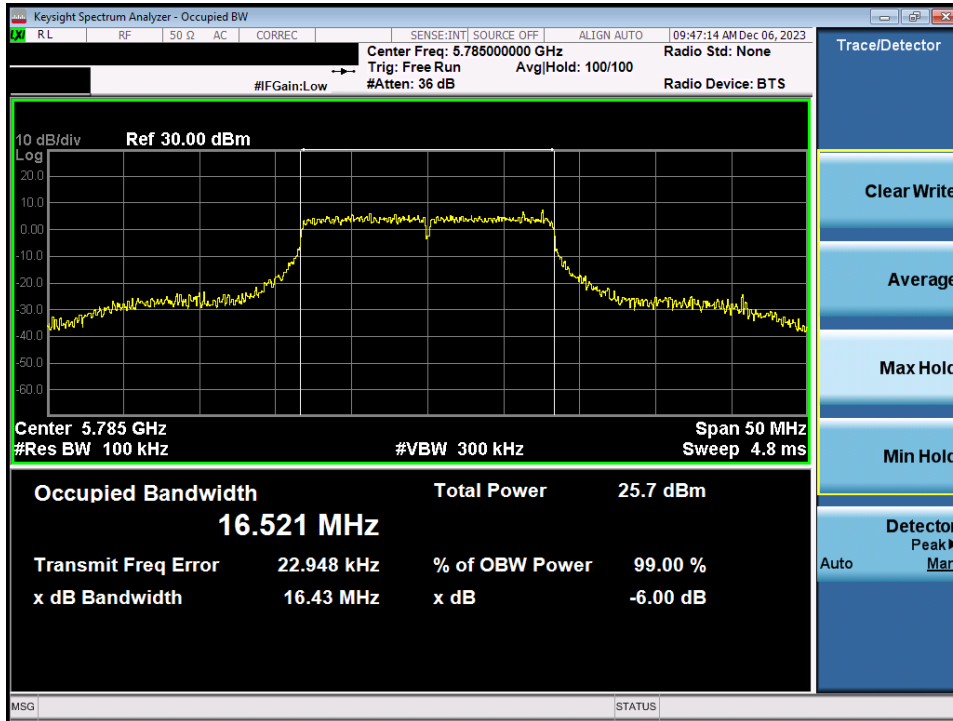 Keysight Spectrum Analyzer - Occupied BW
LXI RL RF 50 Ω AC CORREC SENSE:INT SOURCE OFF ALIGN AUTO 09:47:14 AM Dec 06, 2023
Center Freq: 5.785000000 GHz Radio Std: None
Trig: Free Run Avg|Hold: 100/100
#IFGain:Low #Atten: 36 dB Radio Device: BTS
10 dB/div Ref 30.00 dBm
Log
20.0
10.0
0.00
-10.0
-20.0
-30.0
-40.0
-50.0
-60.0
Center 5.785 GHz Span 50 MHz
#Res BW 100 kHz #VBW 300 kHz Sweep 4.8 ms
Occupied Bandwidth Total Power 25.7 dBm
16.521 MHz
Transmit Freq Error 22.948 kHz % of OBW Power 99.00 %
x dB Bandwidth 16.43 MHz x dB -6.00 dB
MSG STATUS
Trace/Detector
Clear Write
Average
Max Hold
Min Hold
Detector
Peak
Auto Man